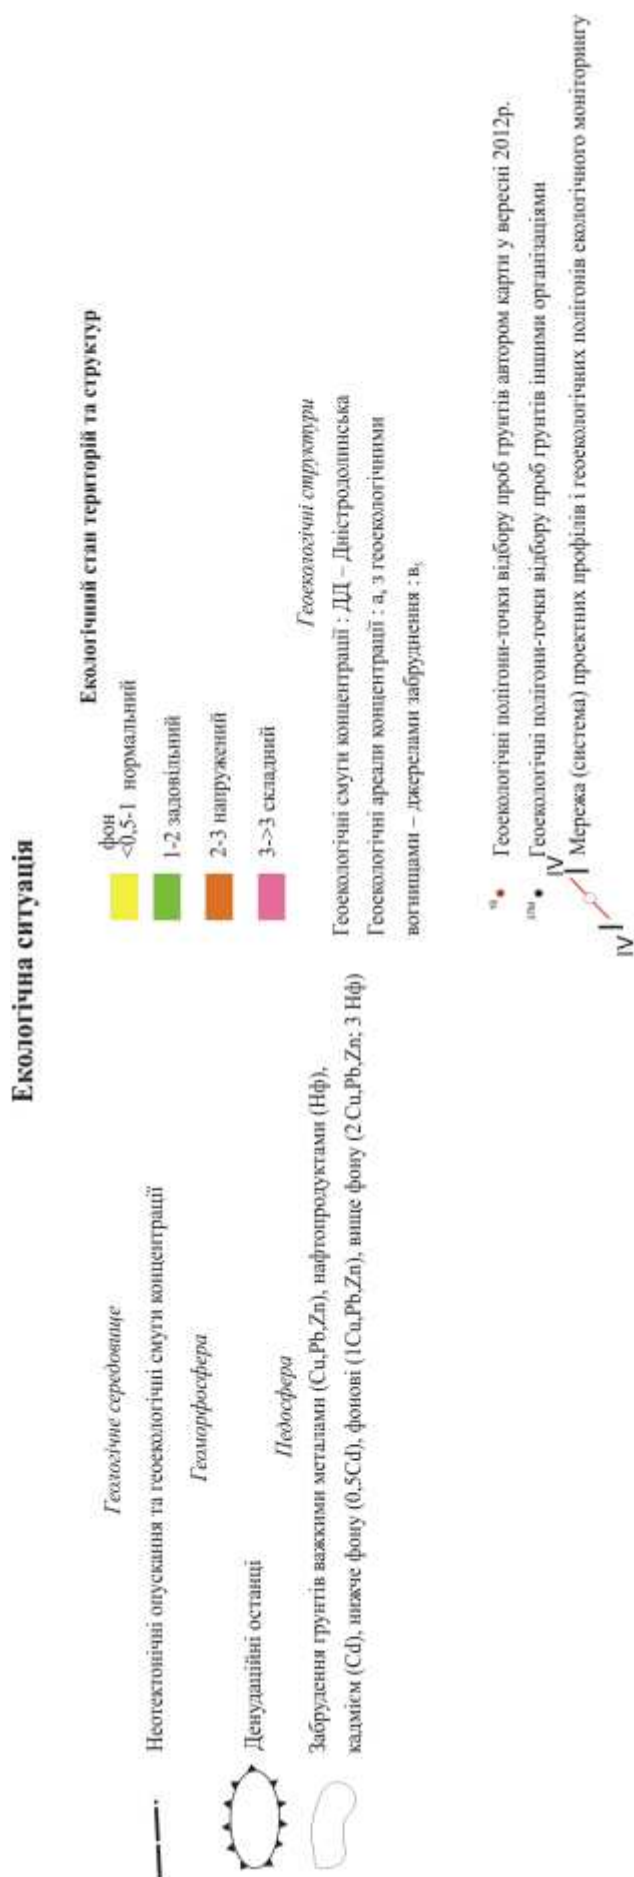 Екологічна ситуація
Геологічне середовище
Неотектонічні опускання та геоекологічні смуги концентрації
Геоморфосфера
Денудаційні останці
Педосфера
Забруднення грунтів важкими металами (Cu,Pb,Zn), нафтопродуктами (Нф),
кадмієм (Cd), нижче фону (0.5Cd), фонові (1Cu,Pb,Zn), вище фону (2Cu,Pb,Zn; 3 Нф)
Екологічний стан територій та структур
фон
<0,5-1 нормальний
1-2 задовільний
2-3 напружений
3->3 складний
Геоекологічні структури
Геоекологічні смуги концентрації : ДД – Дністродолинська
Геоекологічні ареали концентрації : а, з геоекологічними
вогнищами – джерелами забруднення : в,
Геоекологічні полігони-точки відбору проб грунтів автором карти у вересні 2012р.
Геоекологічні полігони-точки відбору проб грунтів іншими організаціями
IV
IV
Мережа (система) проектних профілів і геоекологічних полігонів екологічного моніторингу